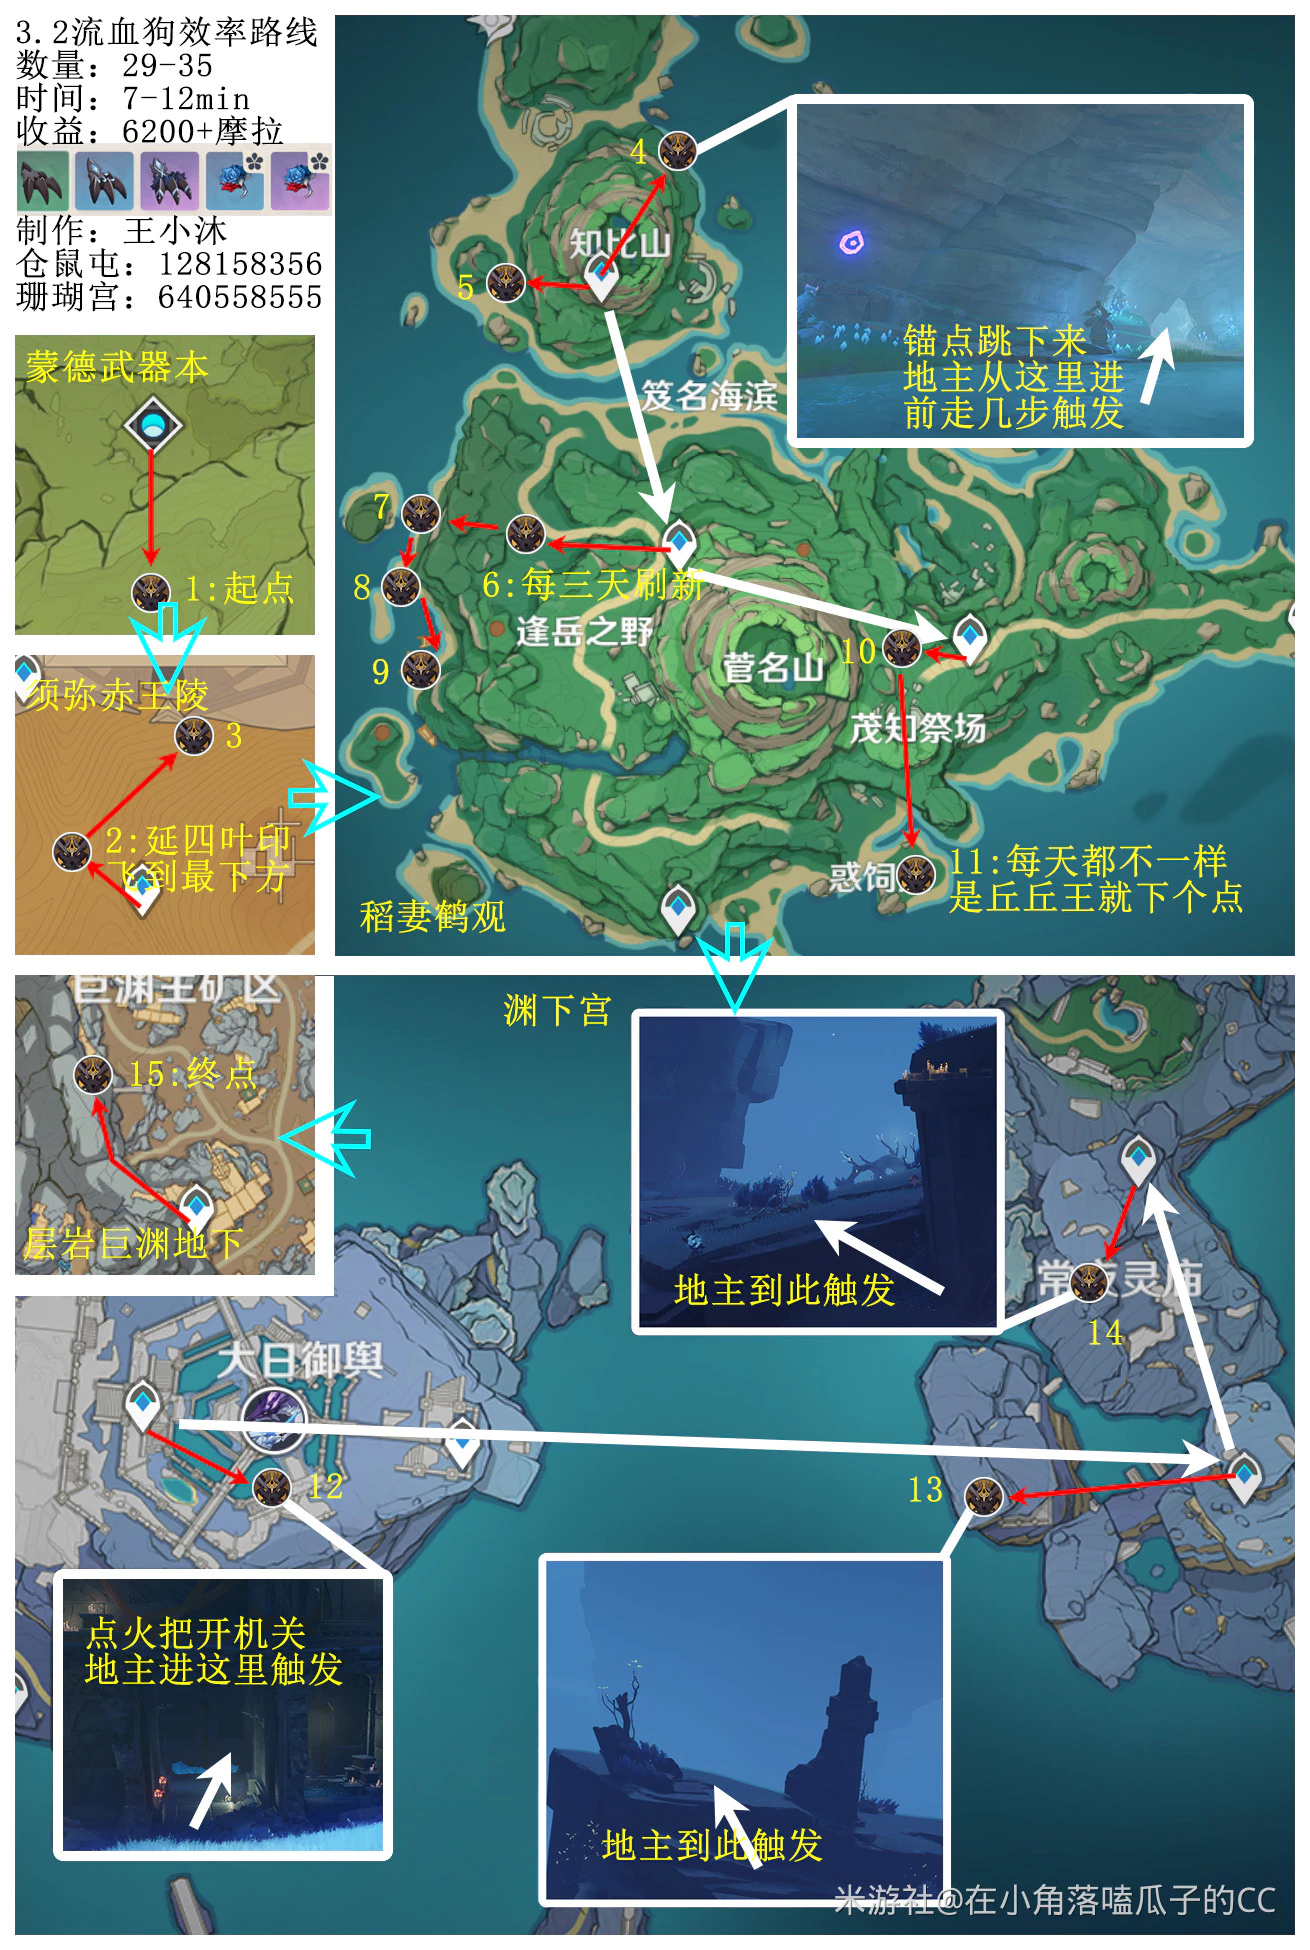 3.2流血狗效率路线
数量: 29-35
时间: 7-12min
收益: 6200+摩拉
制作: 王小沐
仓鼠屯: 128158356
珊瑚宫: 640558555
蒙德武器本
1:起点
须弥赤王陵
3
2:延四叶印
飞到最下方
4
知比山
5
锚点跳下来
地主从这里进
前走几步触发
笈名海滨
7
8
6:每三天刷新
逢岳之野
9
菅名山
10
茂知祭场
惑饲
11:每天都不一样
是丘丘王就下个点
稻妻鹤观
巨渊主矿区
15:终点
层岩巨渊地下
渊下宫
地主到此触发
常夜灵庙
14
大日御舆
12
13
点火把开机关
地主进这里触发
地主到此触发
米游社@在小角落嗑瓜子的CC